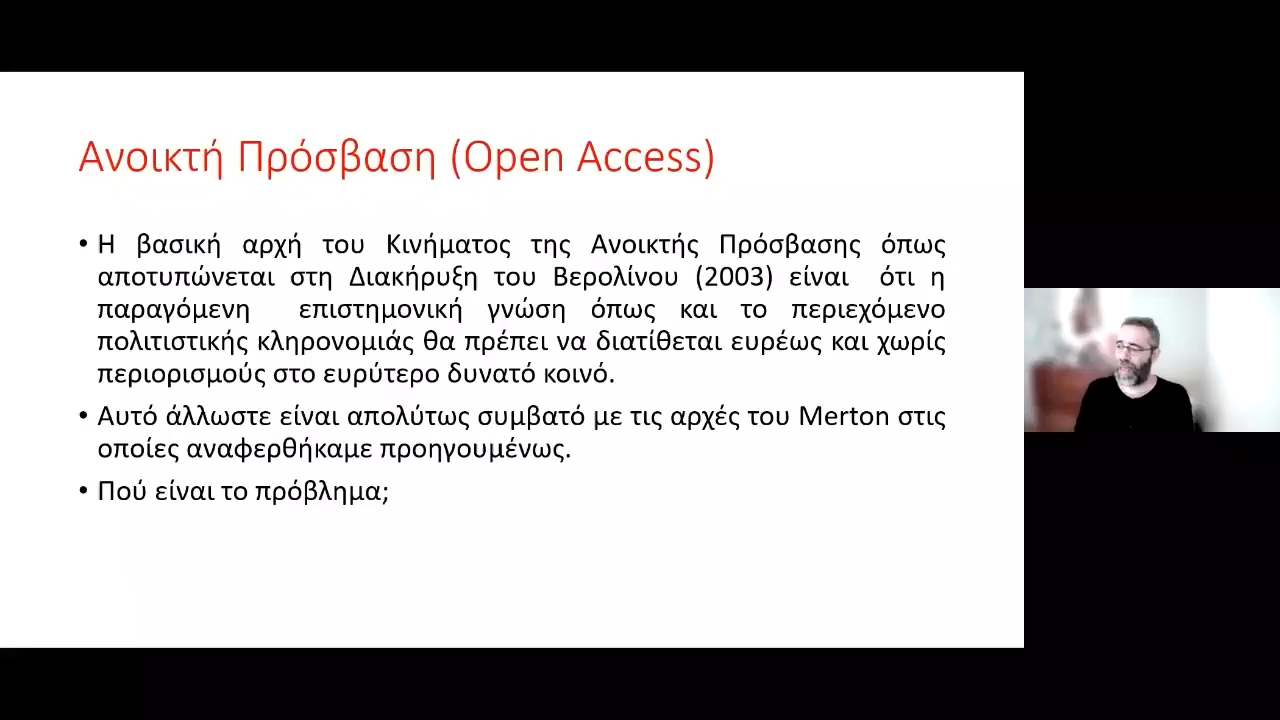 Ανοικτή Πρόσβαση (Open Access)
• Η βασική αρχή του Κινήματος της Ανοικτής Πρόσβασης όπως
αποτυπώνεται στη Διακήρυξη του Βερολίνου (2003) είναι ότι η
παραγόμενη επιστημονική γνώση όπως και το περιεχόμενο
πολιτιστικής κληρονομιάς θα πρέπει να διατίθεται ευρέως και χωρίς
περιορισμούς στο ευρύτερο δυνατό κοινό.
• Αυτό άλλωστε είναι απολύτως συμβατό με τις αρχές του Merton στις
οποίες αναφερθήκαμε προηγουμένως.
• Πού είναι το πρόβλημα;